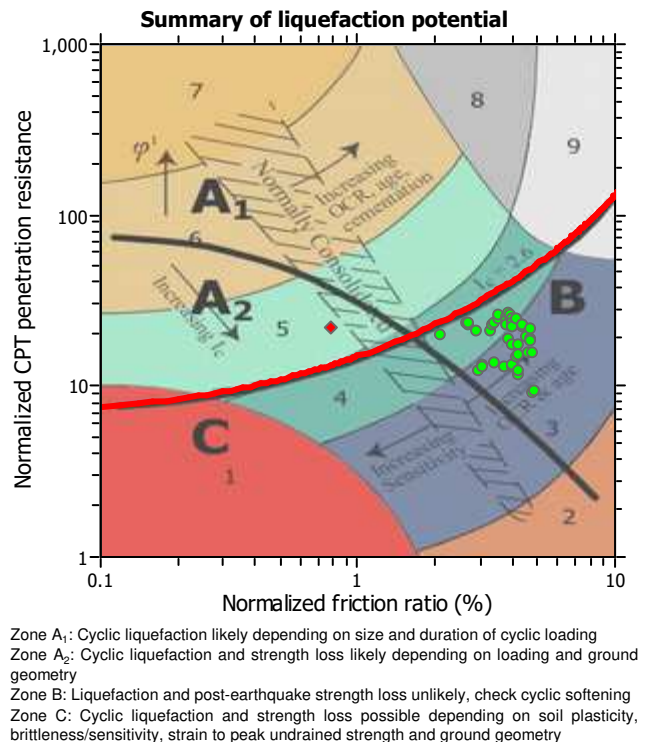 Summary of liquefaction potential
1,000
100
10
1
Normalized CPT penetration resistance
7
8
9
φ'
A1
Normally Consolidated
Increasing
OCR, age,
cementation
6
Ic = 2.6
A2
Increasing Ic
B
5
4
Increasing
OCR & age
3
C
Increasing
Sensitivity
1
2
0.1
1
10
Normalized friction ratio (%)
Zone A1: Cyclic liquefaction likely depending on size and duration of cyclic loading
Zone A2: Cyclic liquefaction and strength loss likely depending on loading and ground
geometry
Zone B: Liquefaction and post-earthquake strength loss unlikely, check cyclic softening
Zone C: Cyclic liquefaction and strength loss possible depending on soil plasticity,
brittleness/sensitivity, strain to peak undrained strength and ground geometry